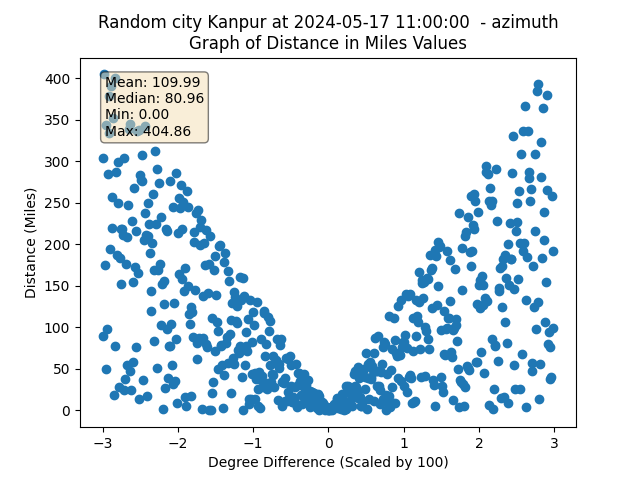 Random city Kanpur at 2024-05-17 11:00:00  - azimuth
Graph of Distance in Miles Values
Mean: 109.99
Median: 80.96
Min: 0.00
Max: 404.86
Distance (Miles)
400
350
300
250
200
150
100
50
0
−3 −2 −1 0 1 2 3
Degree Difference (Scaled by 100)